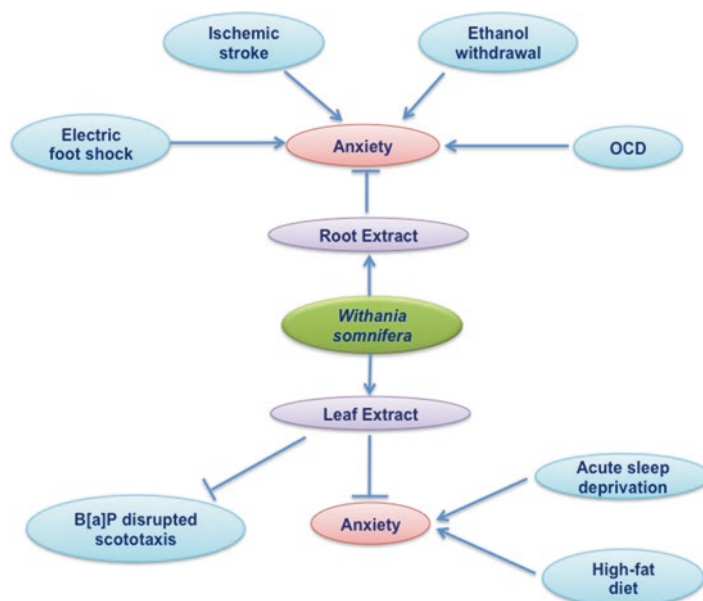 Ischemic
stroke
Ethanol
withdrawal
Electric
foot shock
Anxiety
OCD
Root Extract
Withania
somnifera
Leaf Extract
Acute sleep
deprivation
B[a]P disrupted
scototaxis
Anxiety
High-fat
diet